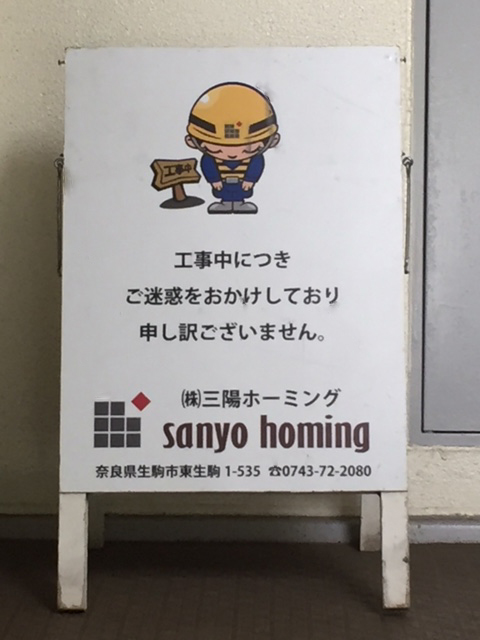 工事中
工事中につき
ご迷惑をおかけしており
申し訳ございません。
㈱三陽ホーミング
sanyo homing
奈良県生駒市東生駒1-535 ☎0743-72-2080